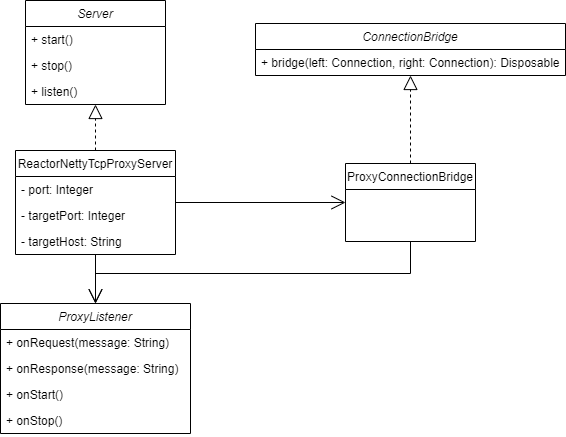 Server
+ start()
+ stop()
+ listen()
ConnectionBridge
+ bridge(left: Connection, right: Connection): Disposable
ReactorNettyTcpProxyServer
- port: Integer
- targetPort: Integer
- targetHost: String
ProxyConnectionBridge
ProxyListener
+ onRequest(message: String)
+ onResponse(message: String)
+ onStart()
+ onStop()